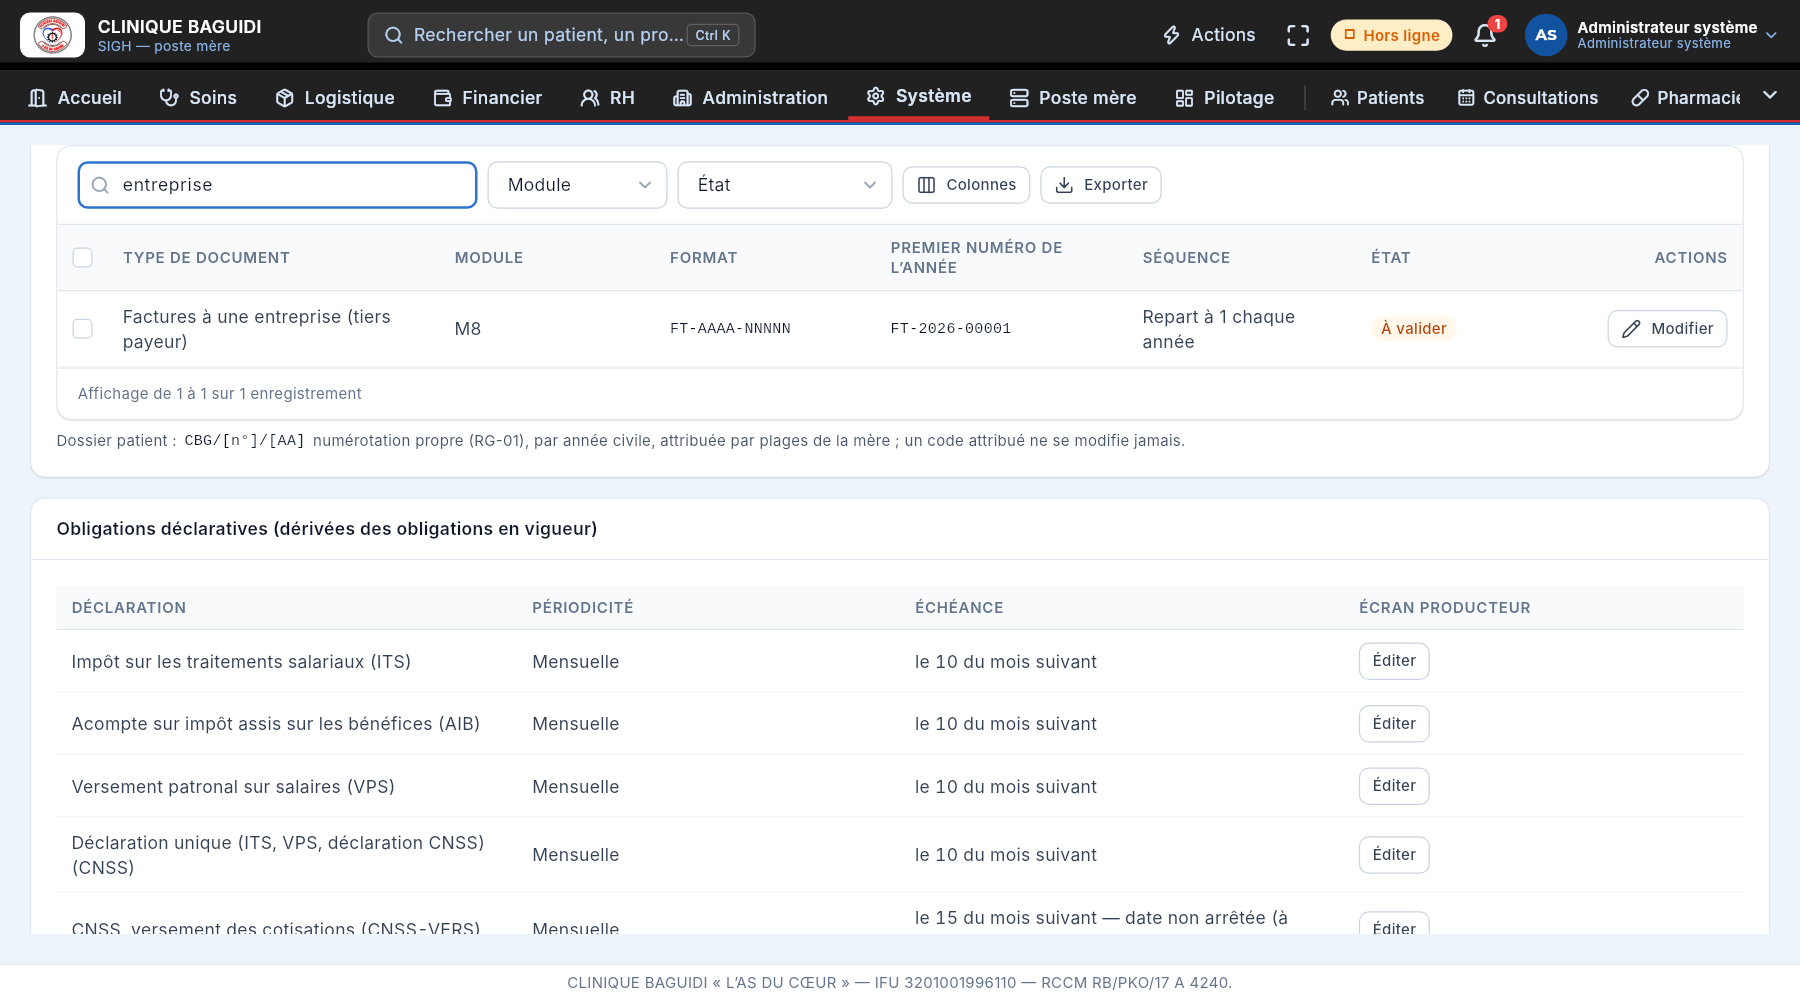 CLINIQUE BAGUIDI
SIGH — poste mère
Rechercher un patient, un pro... Ctrl K
Actions
Hors ligne
1
AS
Administrateur système
Administrateur système
Accueil Soins Logistique Financier RH Administration Système Poste mère Pilotage Patients Consultations Pharmacie
entreprise
Module
État
Colonnes
Exporter
TYPE DE DOCUMENT MODULE FORMAT PREMIER NUMÉRO DE L’ANNÉE SÉQUENCE ÉTAT ACTIONS
Factures à une entreprise (tiers payeur) M8 FT-AAAA-NNNNN FT-2026-00001 Repart à 1 chaque année À valider Modifier
Affichage de 1 à 1 sur 1 enregistrement
Dossier patient : CBG/[n°]/[AA] numérotation propre (RG-01), par année civile, attribuée par plages de la mère ; un code attribué ne se modifie jamais.
Obligations déclaratives (dérivées des obligations en vigueur)
DÉCLARATION PÉRIODICITÉ ÉCHÉANCE ÉCRAN PRODUCTEUR
Impôt sur les traitements salariaux (ITS) Mensuelle le 10 du mois suivant Éditer
Acompte sur impôt assis sur les bénéfices (AIB) Mensuelle le 10 du mois suivant Éditer
Versement patronal sur salaires (VPS) Mensuelle le 10 du mois suivant Éditer
Déclaration unique (ITS, VPS, déclaration CNSS) (CNSS) Mensuelle le 10 du mois suivant Éditer
CNSS, versement des cotisations (CNSS-VERS) Mensuelle le 15 du mois suivant — date non arrêtée (à Éditer
CLINIQUE BAGUIDI « L’AS DU CŒUR » — IFU 3201001996110 — RCCM RB/PKO/17 A 4240.